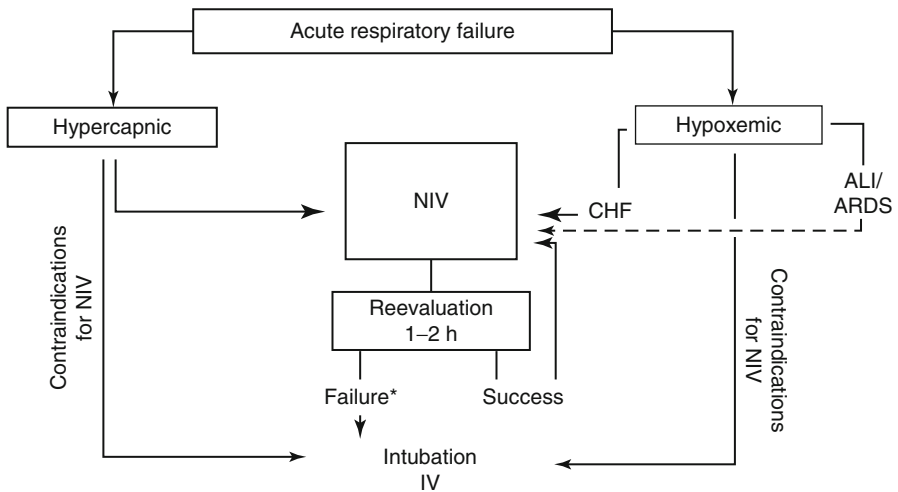 Acute respiratory failure
Hypercapnic
Hypoxemic
NIV
CHF
ALI/
ARDS
Contraindications
for NIV
Reevaluation
1–2 h
Contraindications
for NIV
Failure*
Success
Intubation
IV